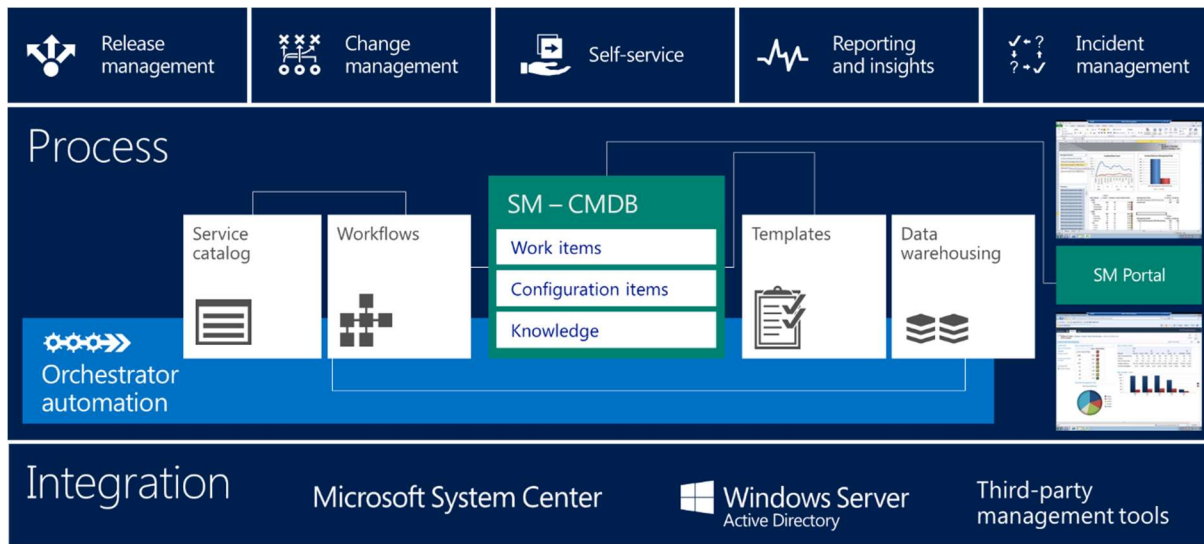 Release
management
Change
management
Self-service
Reporting
and insights
Incident
management
Process
Service
catalog
Workflows
SM – CMDB
Work items
Configuration items
Knowledge
Templates
Data
warehousing
SM Portal
Orchestrator
automation
Integration
Microsoft System Center
Windows Server
Active Directory
Third-party
management tools